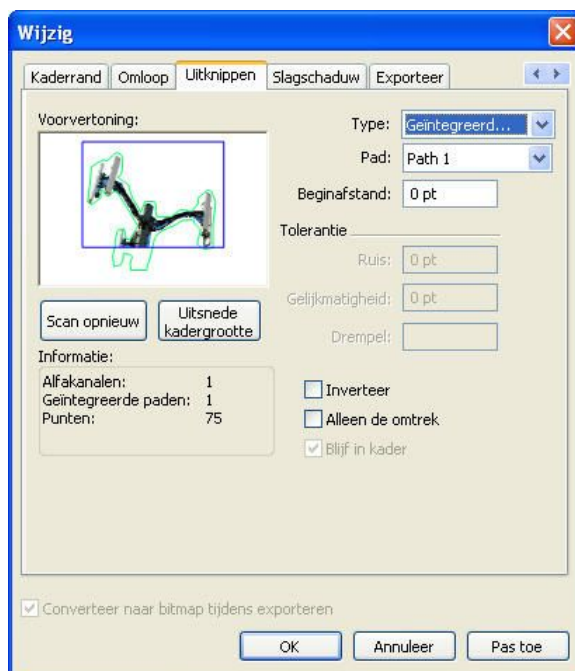 Wijzig
Kaderrand Omloop Uitknippen Slagschaduw Exporteer
Voorvertoning:
Type: Geïntegreerd...
Pad: Path 1
Beginafstand: 0 pt
Tolerantie
Ruis: 0 pt
Gelijkmatigheid: 0 pt
Drempel:
Scan opnieuw
Uitsnede
kadergrootte
Informatie:
Alfakanalen: 1
Geïntegreerde paden: 1
Punten: 75
Inverteer
Alleen de omtrek
Blijf in kader
Converteer naar bitmap tijdens exporteren
OK Annuleer Pas toe